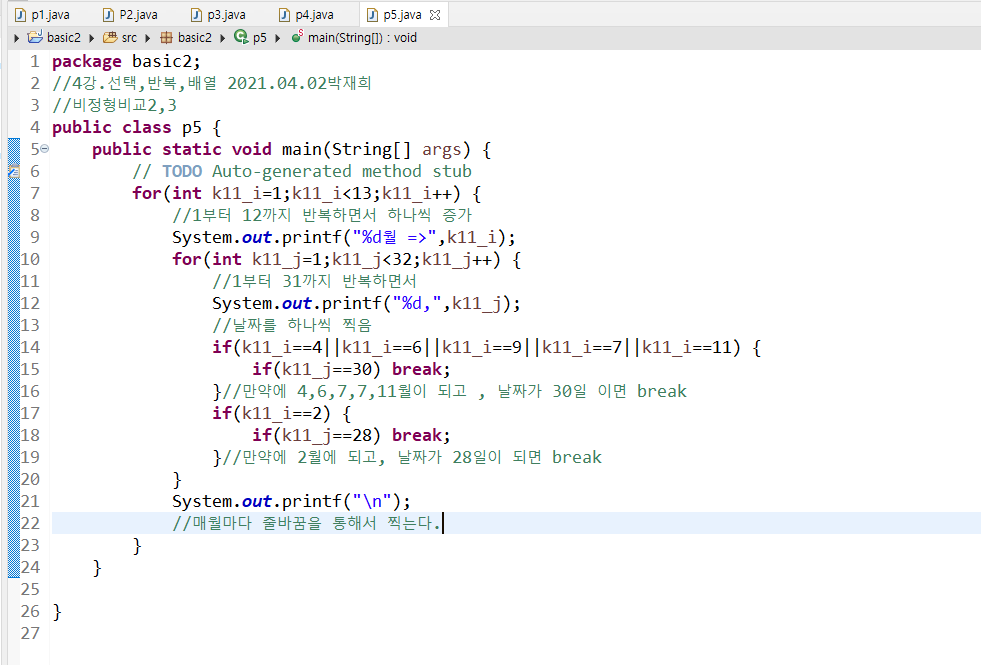 p1.java P2.java p3.java p4.java p5.java
basic2 src basic2 p5 main(String[]) : void
1 package basic2;
2 //4강.선택,반복,배열 2021.04.02박재희
3 //비정형비교2,3
4 public class p5 {
5 public static void main(String[] args) {
6 // TODO Auto-generated method stub
7 for(int k11_i=1;k11_i<13;k11_i++) {
8 //1부터 12까지 반복하면서 하나씩 증가
9 System.out.printf("%d월 =>",k11_i);
10 for(int k11_j=1;k11_j<32;k11_j++) {
11 //1부터 31까지 반복하면서
12 System.out.printf("%d,",k11_j);
13 //날짜를 하나씩 찍음
14 if(k11_i==4||k11_i==6||k11_i==9||k11_i==7||k11_i==11) {
15 if(k11_j==30) break;
16 }//만약에 4,6,7,7,11월이 되고 , 날짜가 30일 이면 break
17 if(k11_i==2) {
18 if(k11_j==28) break;
19 }//만약에 2월에 되고, 날짜가 28일이 되면 break
20 }
21 System.out.printf("\n");
22 //매월마다 줄바꿈을 통해서 찍는다.
23 }
24 }
25
26 }
27